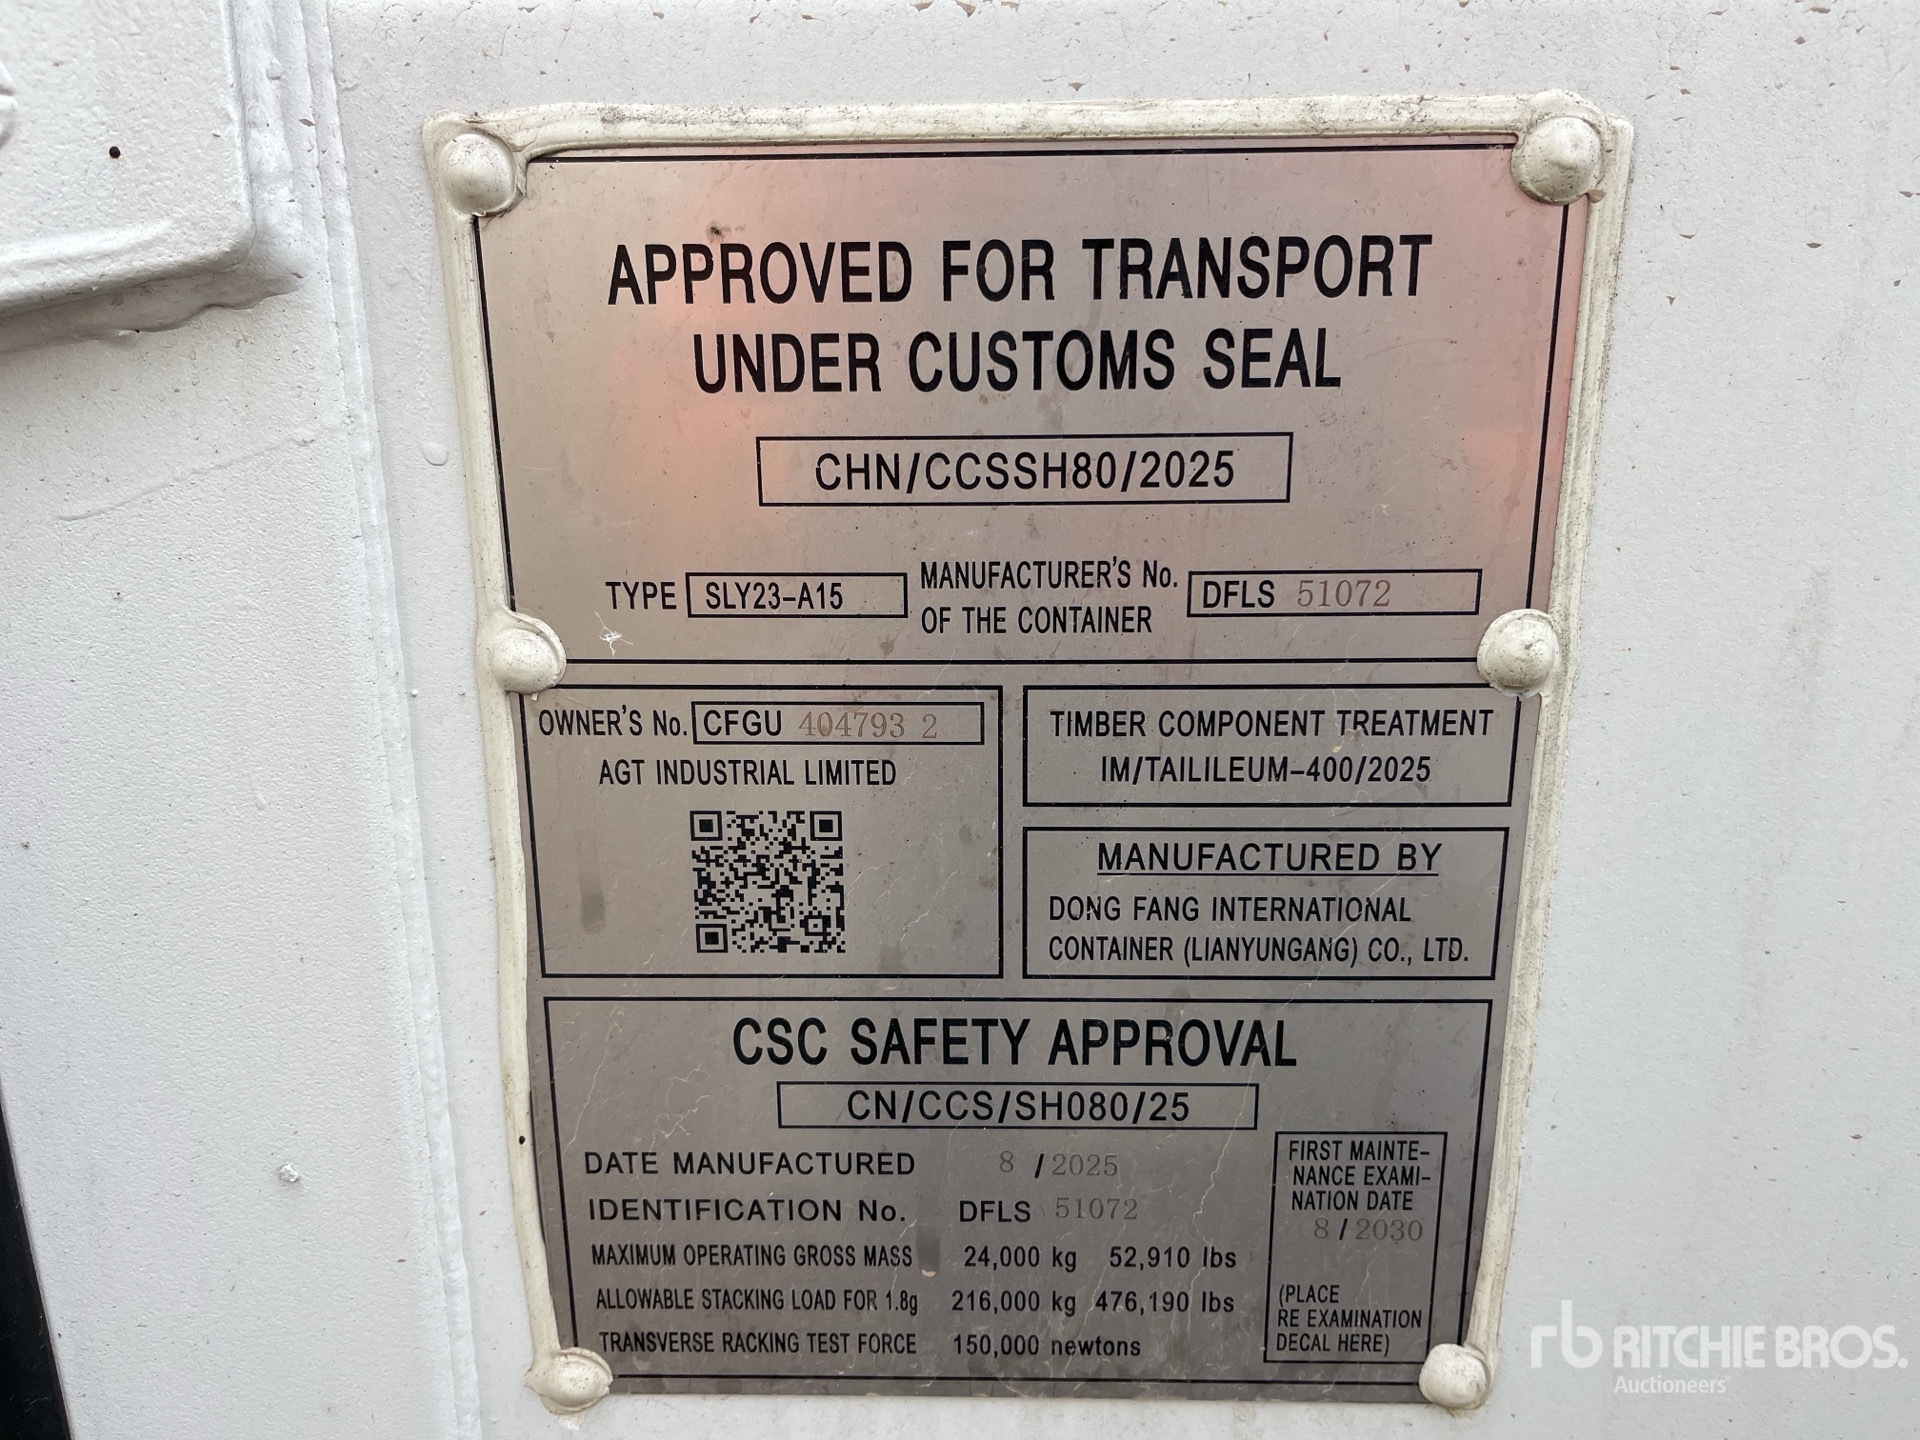 APPROVED FOR TRANSPORT
UNDER CUSTOMS SEAL
CHN/CCSSH80/2025
TYPE SLY23-A15
MANUFACTURER'S No.
OF THE CONTAINER
DFLS 51072
OWNER'S No. CFGU 404793 2
AGT INDUSTRIAL LIMITED
TIMBER COMPONENT TREATMENT
IM/TAILILEUM-400/2025
MANUFACTURED BY
DONG FANG INTERNATIONAL
CONTAINER (LIANYUNGANG) CO., LTD.
CSC SAFETY APPROVAL
CN/CCS/SH080/25
DATE MANUFACTURED 8 / 2025
IDENTIFICATION No. DFLS 51072
MAXIMUM OPERATING GROSS MASS 24,000 kg 52,910 lbs
ALLOWABLE STACKING LOAD FOR 1.8g 216,000 kg 476,190 lbs
TRANSVERSE RACKING TEST FORCE 150,000 newtons
FIRST MAINTE-
NANCE EXAMI-
NATION DATE
8 / 2030
(PLACE
RE EXAMINATION
DECAL HERE)
rb RITCHIE BROS.
Auctioneers